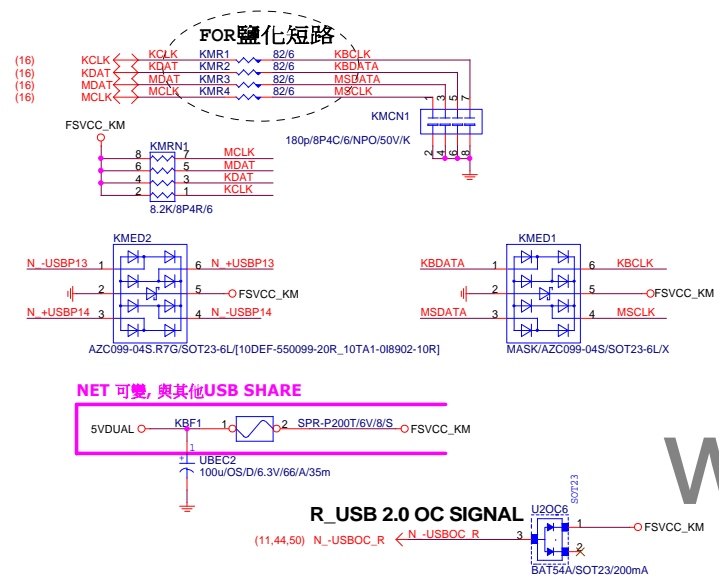 FOR鹽化短路
(16) KCLK KCLK KMR1 82/6 KBCLK
(16) KDAT KDAT KMR2 82/6 KBDATA
(16) MDAT MDAT KMR3 82/6 MSDATA
(16) MCLK MCLK KMR4 82/6 MSCLK
1 3 5 7
KMCN1
2 4 6 8
180p/8P4C/6/NPO/50V/K
FSVCC_KM
KMRN1
8 7 MCLK
6 5 MDAT
4 3 KDAT
2 1 KCLK
8.2K/8P4R/6
KMED2
N_-USBP13 1 6 N_+USBP13
2 5 FSVCC_KM
N_+USBP14 3 4 N_-USBP14
AZC099-04S.R7G/SOT23-6L/[10DEF-550099-20R_10TA1-0I8902-10R]
KMED1
KBDATA 1 6 KBCLK
2 5 FSVCC_KM
MSDATA 3 4 MSCLK
MASK/AZC099-04S/SOT23-6L/X
NET 可變, 與其他USB SHARE
5VDUAL KBF1 1 2 SPR-P200T/6V/8/S FSVCC_KM
1
+
UBEC2
100u/OS/D/6.3V/66/A/35m
W
R_USB 2.0 OC SIGNAL
U2OC6
SOT23
(11,44,50) N_-USBOC_R N_-USBOC_R 3
1 FSVCC_KM
2
BAT54A/SOT23/200mA